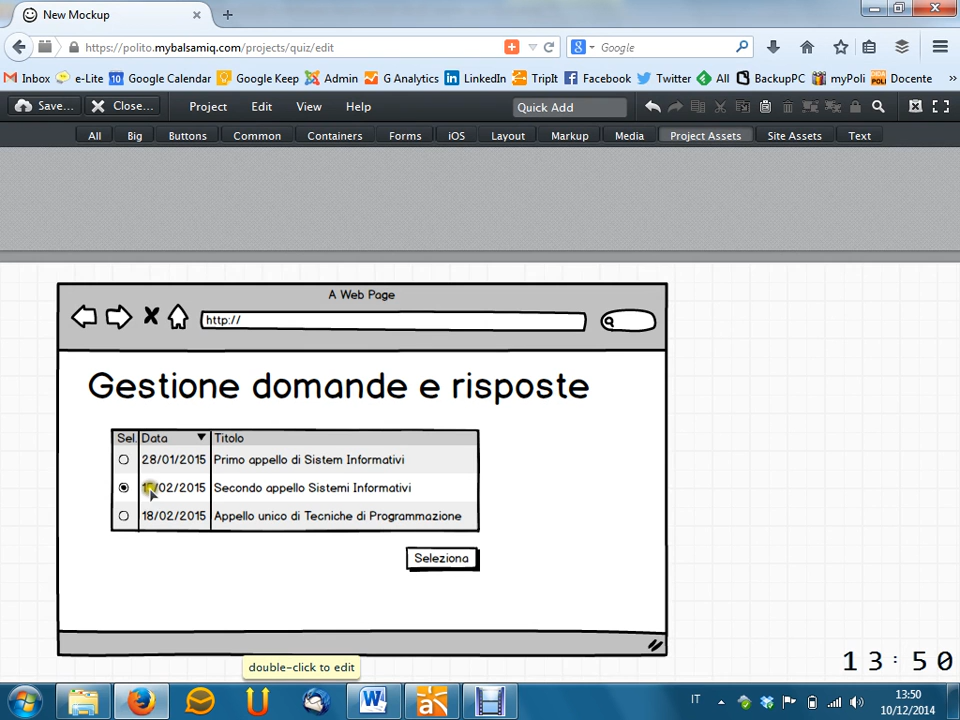 New Mockup
https://polito.mybalsamiq.com/projects/quiz/edit
Google
Inbox e-Lite Google Calendar Google Keep Admin G Analytics LinkedIn TripIt Facebook Twitter All BackupPC myPoli Docente »
Save... Close... Project Edit View Help Quick Add
All Big Buttons Common Containers Forms iOS Layout Markup Media Project Assets Site Assets Text
A Web Page
http://
Gestione domande e risposte
Sel. Data Titolo
28/01/2015 Primo appello di Sistem Informativi
/02/2015 Secondo appello Sistemi Informativi
18/02/2015 Appello unico di Tecniche di Programmazione
Seleziona
double-click to edit
13:50
IT
13:50
10/12/2014